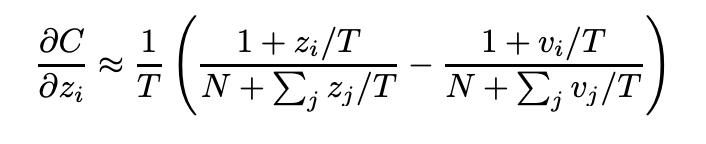 ∂C/∂z_i ≈ 1/T ( (1 + z_i/T)/(N + ∑_j z_j/T) − (1 + v_i/T)/(N + ∑_j v_j/T) )